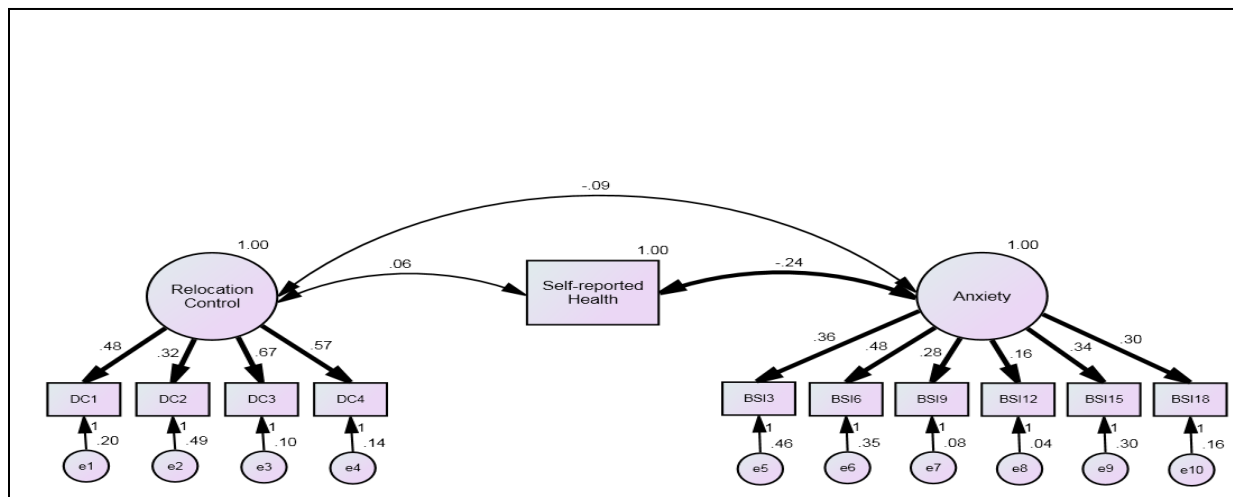 -.09
1.00
1.00
1.00
.06
-.24
Relocation
Control
Self-reported
Health
Anxiety
.48
.32
.67
.57
.36
.48
.28
.16
.34
.30
DC1
DC2
DC3
DC4
BSI3
BSI6
BSI9
BSI12
BSI15
BSI18
1
1
1
1
1
1
1
1
1
1
.20
.49
.10
.14
.46
.35
.08
.04
.30
.16
e1
e2
e3
e4
e5
e6
e7
e8
e9
e10